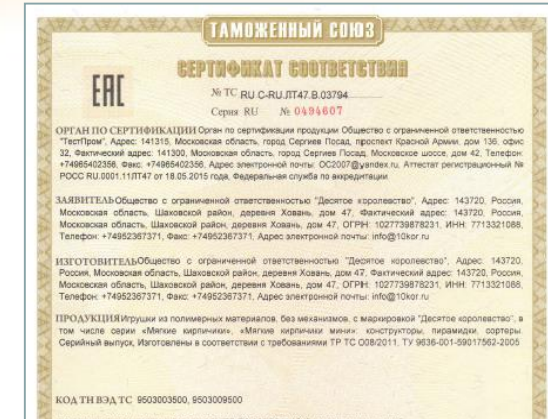 ТАМОЖЕННЫЙ СОЮЗ
СЕРТИФИКАТ СООТВЕТСТВИЯ
ЕАС
№ ТС RU C-RU.ЛТ47.В.03794
Серия RU № 0494607
ОРГАН ПО СЕРТИФИКАЦИИ Орган по сертификации продукции Общество с ограниченной ответственностью
"ТестПром", Адрес: 141315, Московская область, город Сергиев Посад, проспект Красной Армии, дом 136, офис
32, Фактический адрес: 141300, Московская область, город Сергиев Посад, Московское шоссе, дом 42, Телефон:
+74965402356, Факс: +74965402356, Адрес электронной почты: ОС2007@yandex.ru, Аттестат регистрационный №
РОСС RU.0001.11ЛТ47 от 18.05.2015 года, Федеральная служба по аккредитации
ЗАЯВИТЕЛЬ Общество с ограниченной ответственностью "Десятое королевство", Адрес: 143720, Россия,
Московская область, Шаховской район, деревня Ховань, дом 47, Фактический адрес: 143720, Россия,
Московская область, Шаховской район, деревня Ховань, дом 47, ОГРН: 1027739878231, ИНН: 7713321088,
Телефон: +74952367371, Факс: +74952367371, Адрес электронной почты: info@10kor.ru
ИЗГОТОВИТЕЛЬ Общество с ограниченной ответственностью "Десятое королевство", Адрес: 143720,
Россия, Московская область, Шаховской район, деревня Ховань, дом 47, Фактический адрес: 143720, Россия,
Московская область, Шаховской район, деревня Ховань, дом 47, ОГРН: 1027739878231, ИНН: 7713321088,
Телефон: +74952367371, Факс: +74952367371, Адрес электронной почты: info@10kor.ru
ПРОДУКЦИЯ Игрушки из полимерных материалов, без механизмов, с маркировкой "Десятое королевство", в
том числе серии «Мягкие кирпичики», «Мягкие кирпичики мини»: конструкторы, пирамидки, сортеры.
Серийный выпуск, Изготовлены в соответствии с требованиями ТР ТС 008/2011, ТУ 9636-001-59017562-2005
КОД ТН ВЭД ТС 9503003500, 9503009500